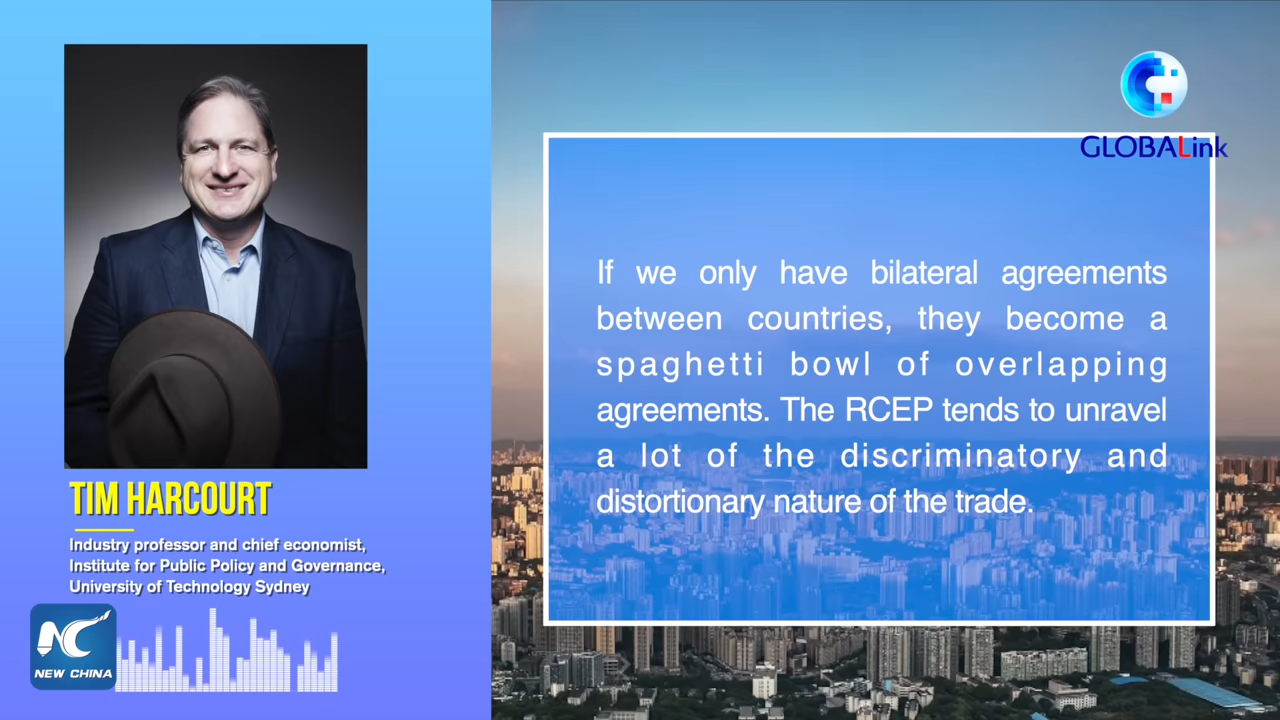 GLOBALink
If we only have bilateral agreements
between countries, they become a
spaghetti bowl of overlapping
agreements. The RCEP tends to unravel
a lot of the discriminatory and
distortionary nature of the trade.
TIM HARCOURT
Industry professor and chief economist,
Institute for Public Policy and Governance,
University of Technology Sydney
NC
NEW CHINA